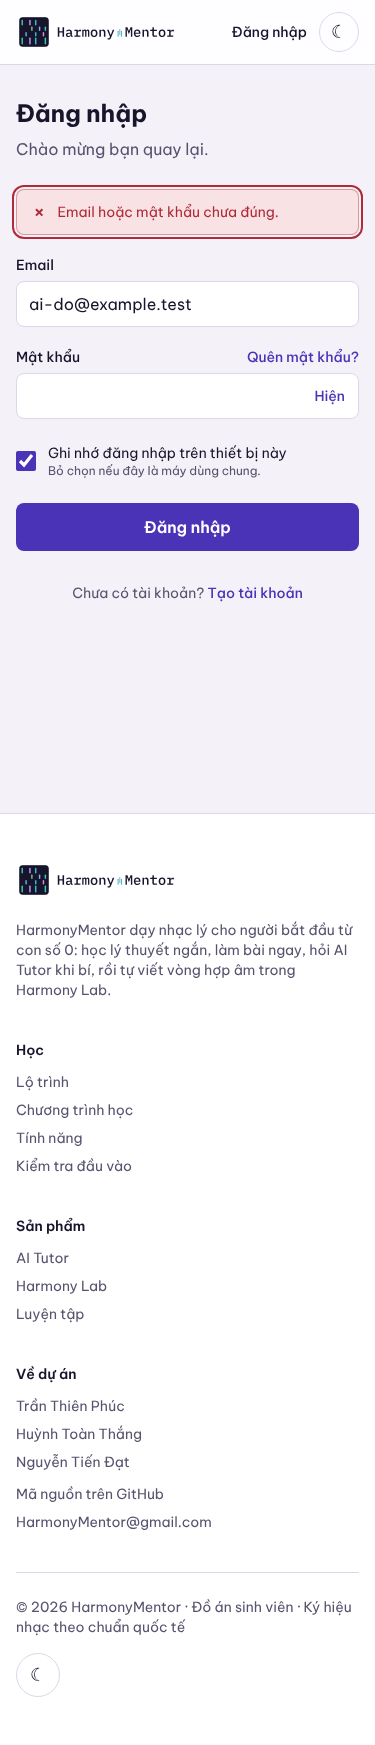 Harmony Mentor
Đăng nhập
Đăng nhập
Chào mừng bạn quay lại.
× Email hoặc mật khẩu chưa đúng.
Email
ai-do@example.test
Mật khẩu Quên mật khẩu?
Hiện
Ghi nhớ đăng nhập trên thiết bị này
Bỏ chọn nếu đây là máy dùng chung.
Đăng nhập
Chưa có tài khoản? Tạo tài khoản
Harmony Mentor
HarmonyMentor dạy nhạc lý cho người bắt đầu từ
con số 0: học lý thuyết ngắn, làm bài ngay, hỏi AI
Tutor khi bí, rồi tự viết vòng hợp âm trong
Harmony Lab.
Học
Lộ trình
Chương trình học
Tính năng
Kiểm tra đầu vào
Sản phẩm
AI Tutor
Harmony Lab
Luyện tập
Về dự án
Trần Thiên Phúc
Huỳnh Toàn Thắng
Nguyễn Tiến Đạt
Mã nguồn trên GitHub
HarmonyMentor@gmail.com
© 2026 HarmonyMentor · Đồ án sinh viên · Ký hiệu
nhạc theo chuẩn quốc tế